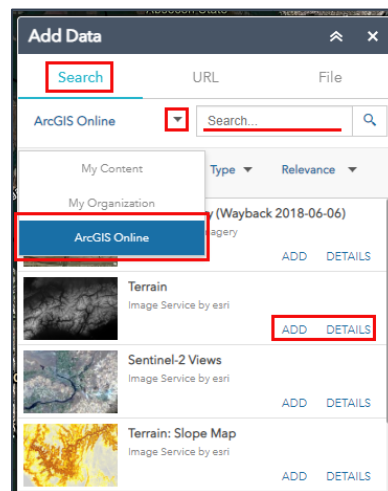 Add Data
Search URL File
ArcGIS Online Search...
My Content Type Relevance
My Organization
(Wayback 2018-06-06)
ArcGIS Online
ADD DETAILS
Terrain
Image Service by esri
ADD DETAILS
Sentinel-2 Views
Image Service by esri
ADD DETAILS
Terrain: Slope Map
Image Service by esri
ADD DETAILS